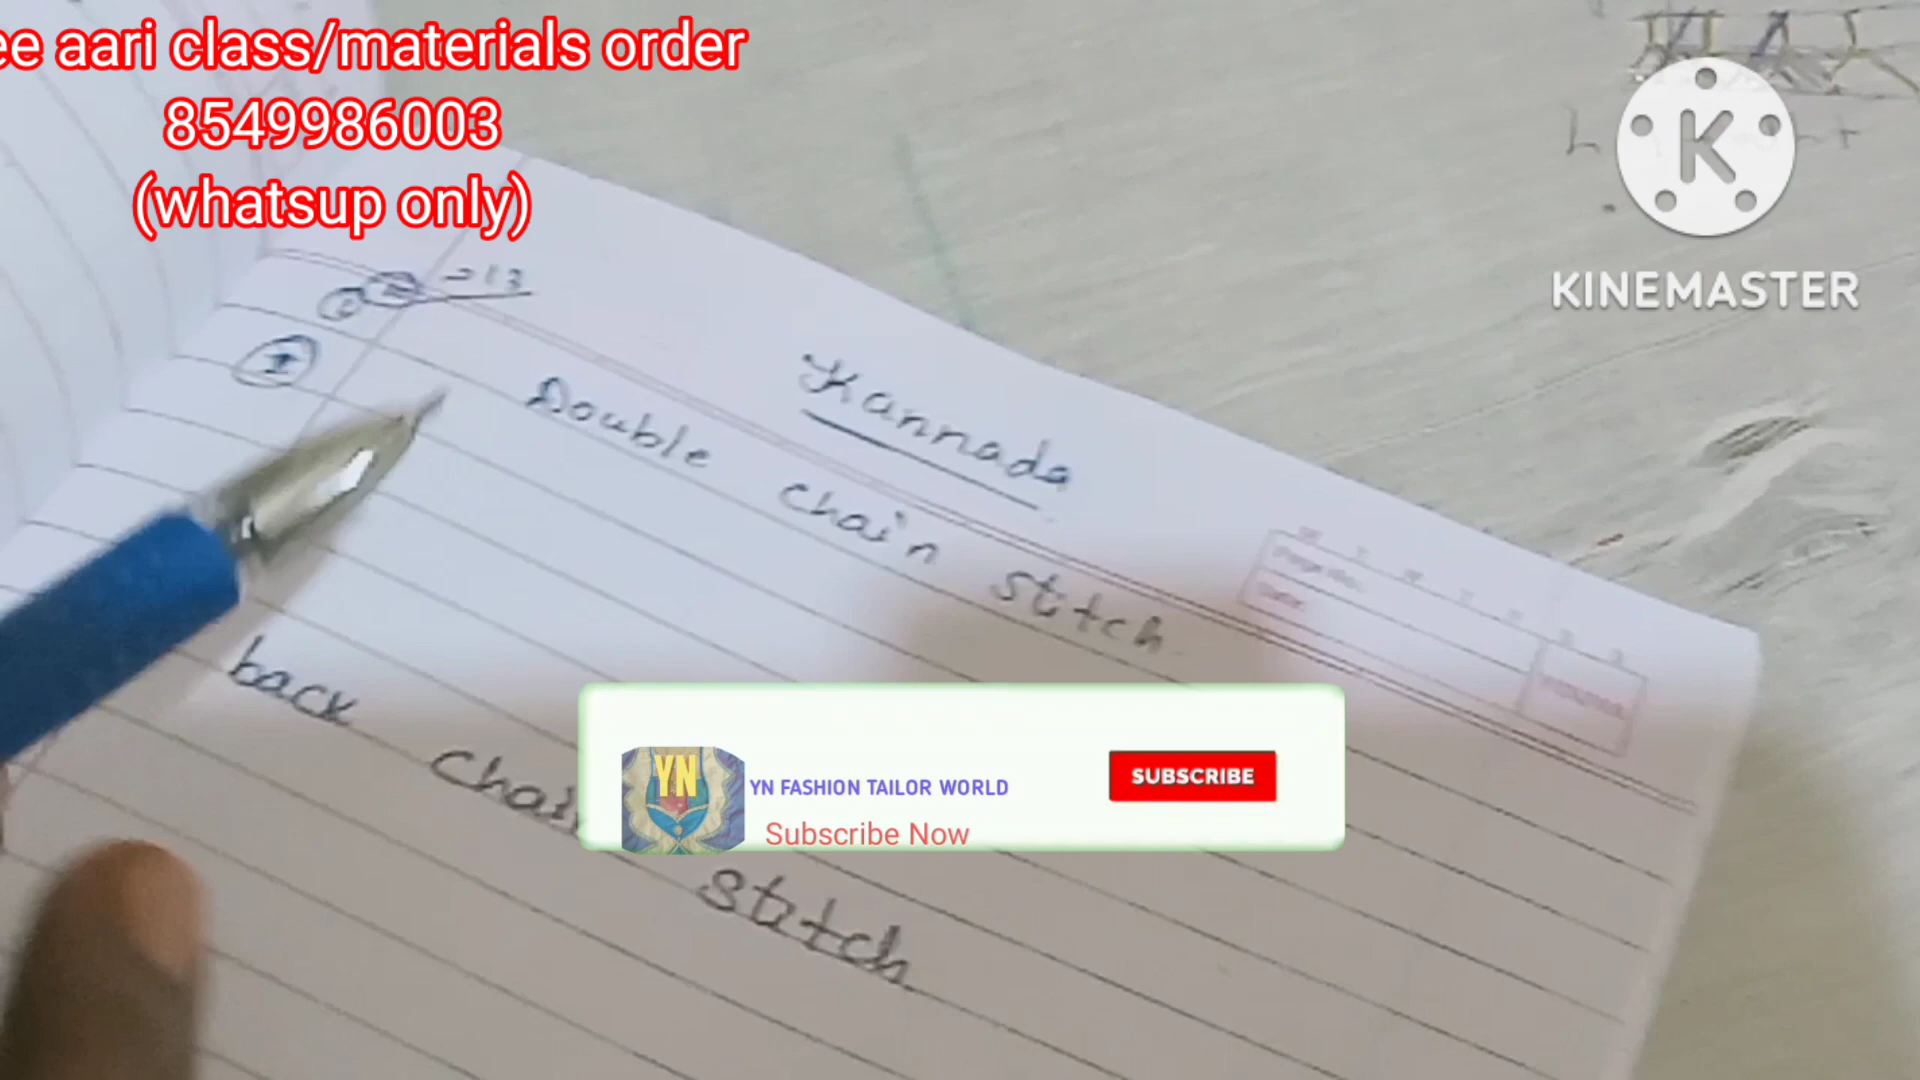 ee aari class/materials order
8549986003
(whatsup only)
KINEMASTER
Kannada
Double chain stitch
back chai
stitch
YN
YN FASHION TAILOR WORLD
SUBSCRIBE
Subscribe Now